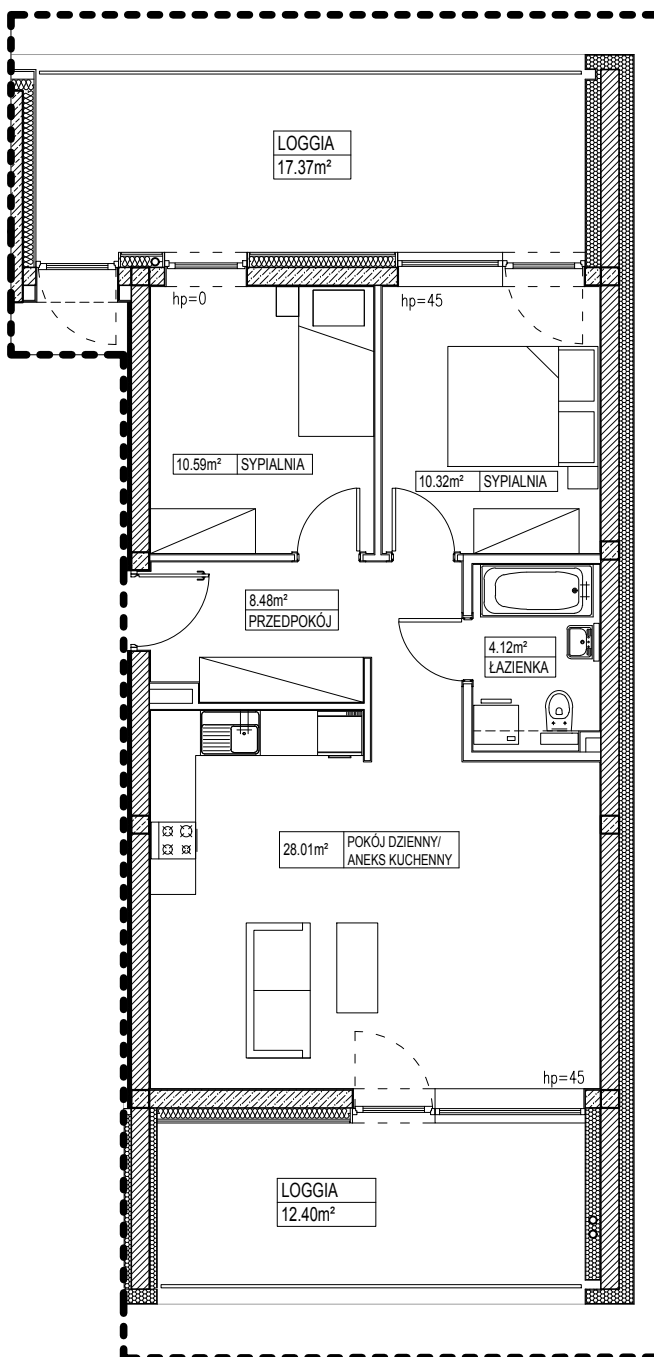 LOGGIA
17.37m²
hp=0
hp=45
10.59m² SYPIALNIA
10.32m² SYPIALNIA
8.48m²
PRZEDPOKÓJ
4.12m²
ŁAZIENKA
28.01m² POKÓJ DZIENNY/
ANEKS KUCHENNY
hp=45
LOGGIA
12.40m²